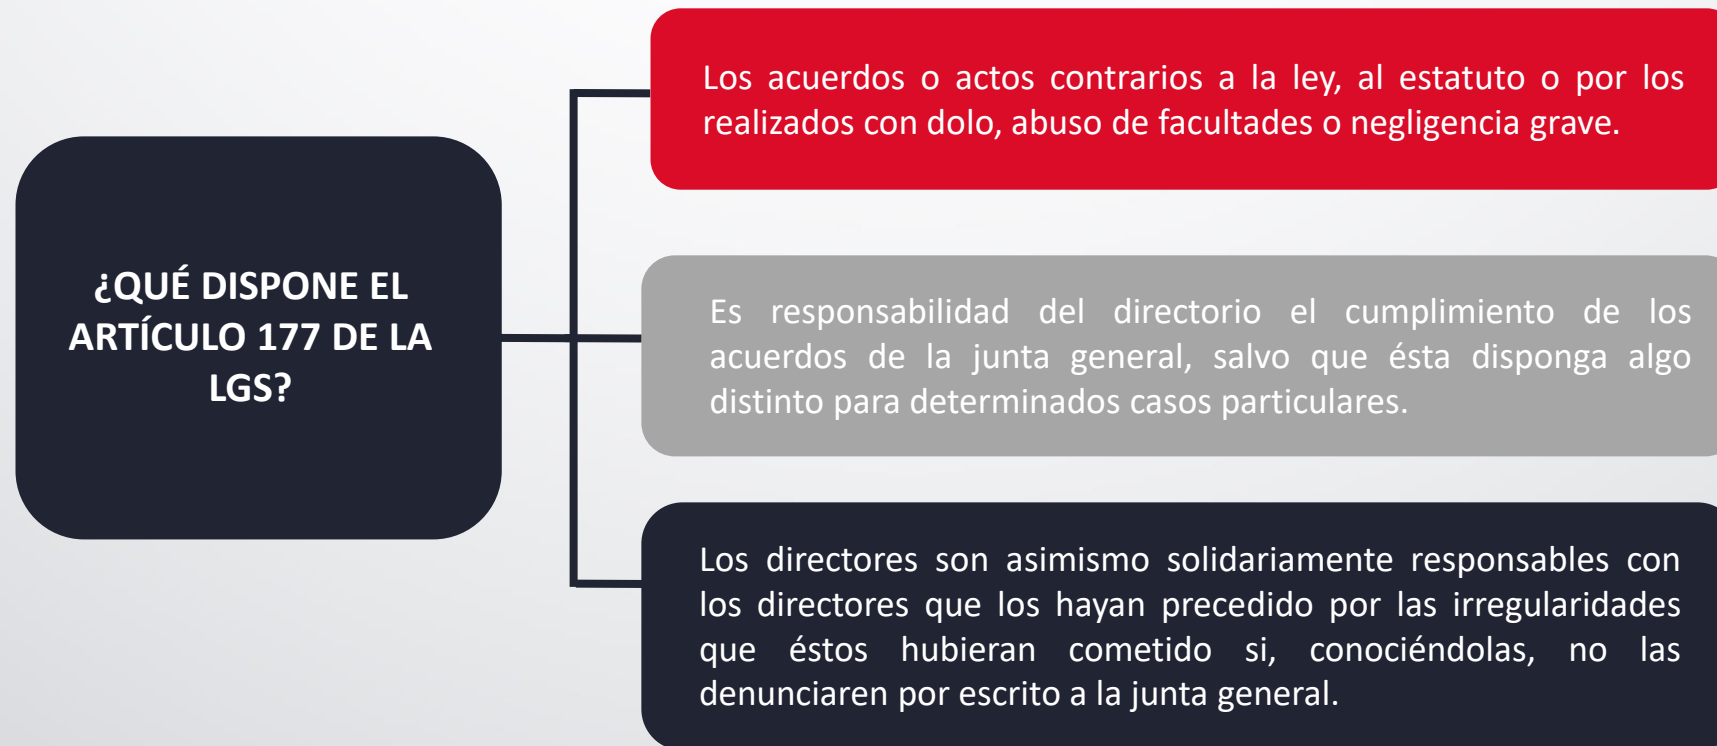 ¿QUÉ DISPONE EL
ARTÍCULO 177 DE LA
LGS?
Los acuerdos o actos contrarios a la ley, al estatuto o por los
realizados con dolo, abuso de facultades o negligencia grave.
Es responsabilidad del directorio el cumplimiento de los
acuerdos de la junta general, salvo que ésta disponga algo
distinto para determinados casos particulares.
Los directores son asimismo solidariamente responsables con
los directores que los hayan precedido por las irregularidades
que éstos hubieran cometido si, conociéndolas, no las
denunciaren por escrito a la junta general.